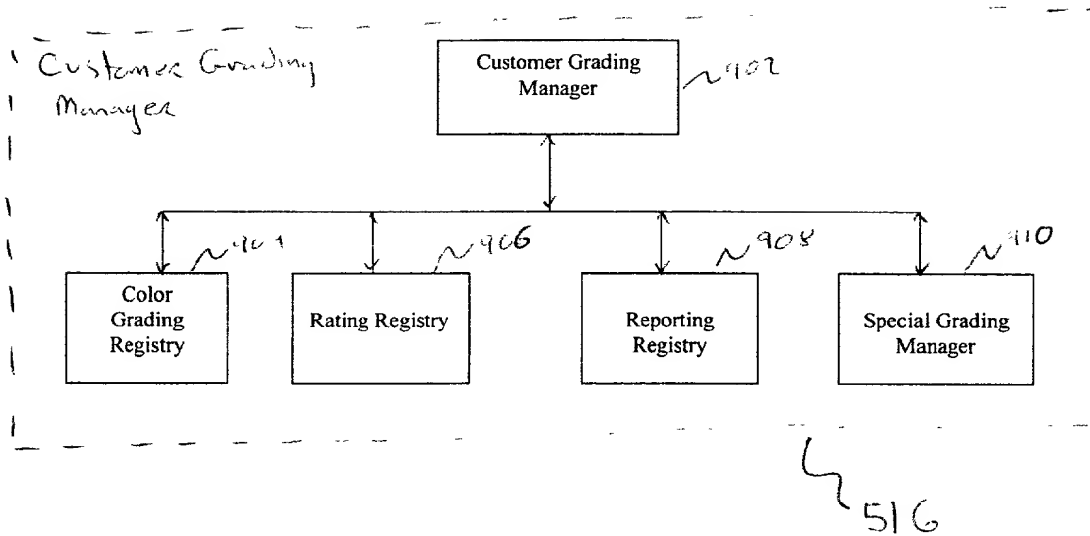 Customer Grading
Manager
Customer Grading
Manager
902
904
906
908
910
Color
Grading
Registry
Rating Registry
Reporting
Registry
Special Grading
Manager
516